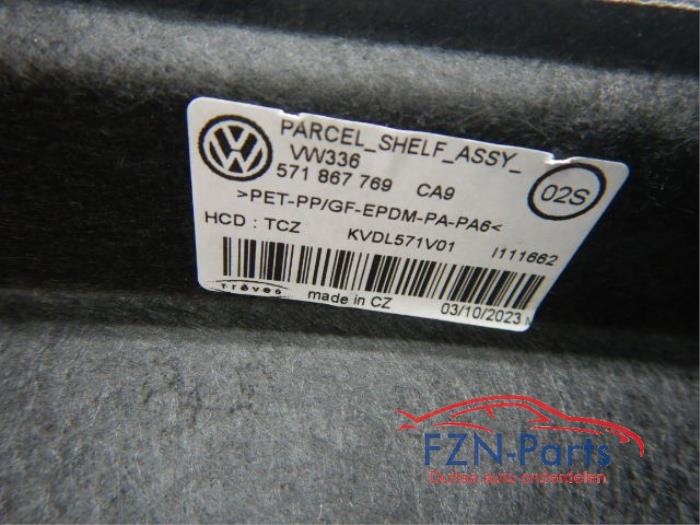 PARCEL_SHELF_ASSY_
VW336
571 867 769 CA9
02S
>PET-PP/GF-EPDM-PA-PA6<
HCD : TCZ KVDL571V01 I111662
Trèves
made in CZ 03/10/2023
FZN-Parts
Duitse auto onderdelen